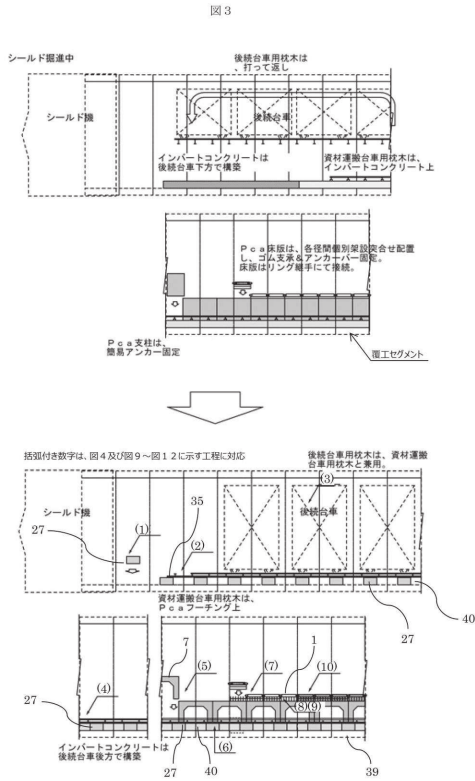 図３
シールド掘進中
後続台車用枕木は
、打って返し
シールド機
後続台車
インバートコンクリートは
後続台車下方で構築
資材運搬台車用枕木は、
インバートコンクリート上
Ｐｃａ床版は、各径間個別架設突合せ配置
し、ゴム支承＆アンカーバー固定。
床版はリング継手にて接続。
Ｐｃａ支柱は、
簡易アンカー固定
覆工セグメント
括弧付き数字は、図４及び図９～図１２に示す工程に対応
後続台車用枕木は、資材運搬
台車用枕木と兼用。
シールド機
(3)
後続台車
35
(1)
27
(2)
資材運搬台車用枕木は、
Ｐｃａフーチング上
27
40
7
(5)
(7)
1
(10)
(4)
(8)(9)
27
(6)
インバートコンクリートは
後続台車後方で構築
27
40
39